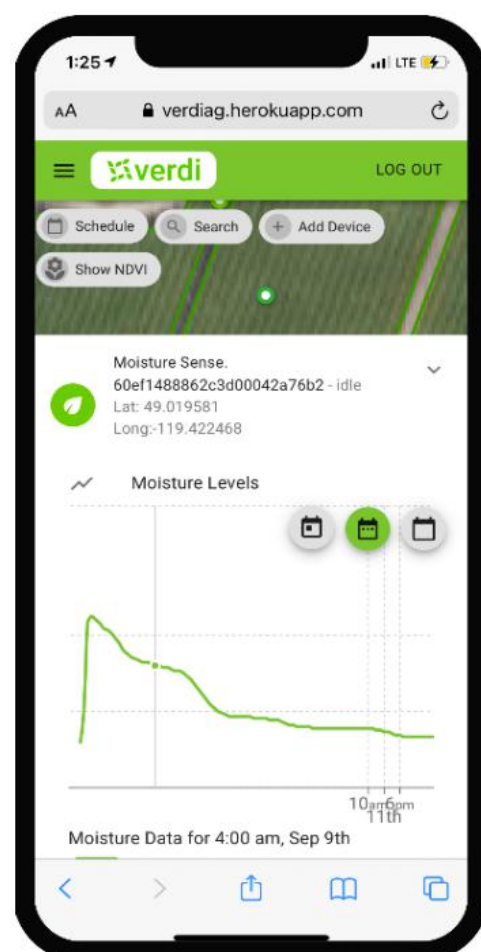 1:25 LTE
AA verdiag.herokuapp.com
verdi LOG OUT
Schedule Search + Add Device
Show NDVI
Moisture Sense.
60ef1488862c3d00042a76b2 - idle
Lat: 49.019581
Long:-119.422468
Moisture Levels
10am 6pm
11th
Moisture Data for 4:00 am, Sep 9th